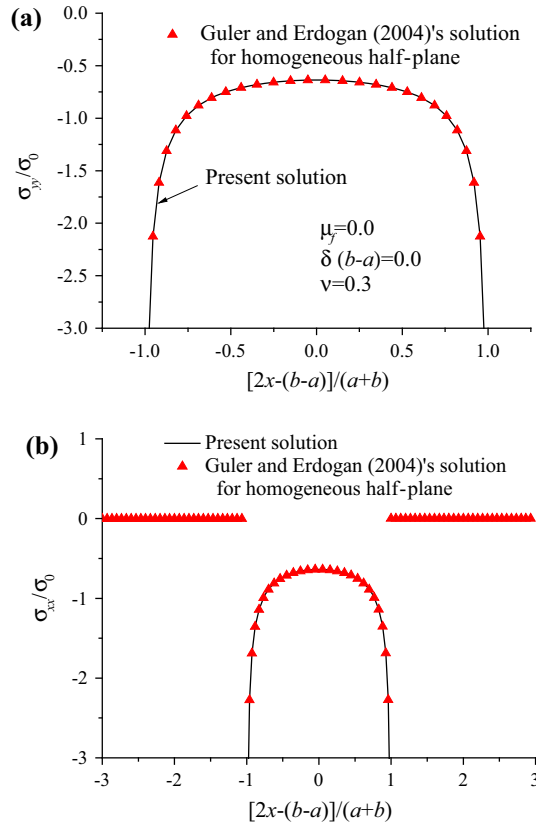 (a)
0.0
-0.5
-1.0
-1.5
-2.0
-2.5
-3.0
σyy/σ0
Guler and Erdogan (2004)'s solution
for homogeneous half-plane
Present solution
μf=0.0
δ (b-a)=0.0
ν=0.3
-1.0 -0.5 0.0 0.5 1.0
[2x-(b-a)]/(a+b)
(b)
1
0
-1
-2
-3
σxx/σ0
Present solution
Guler and Erdogan (2004)'s solution
for homogeneous half-plane
-3 -2 -1 0 1 2 3
[2x-(b-a)]/(a+b)